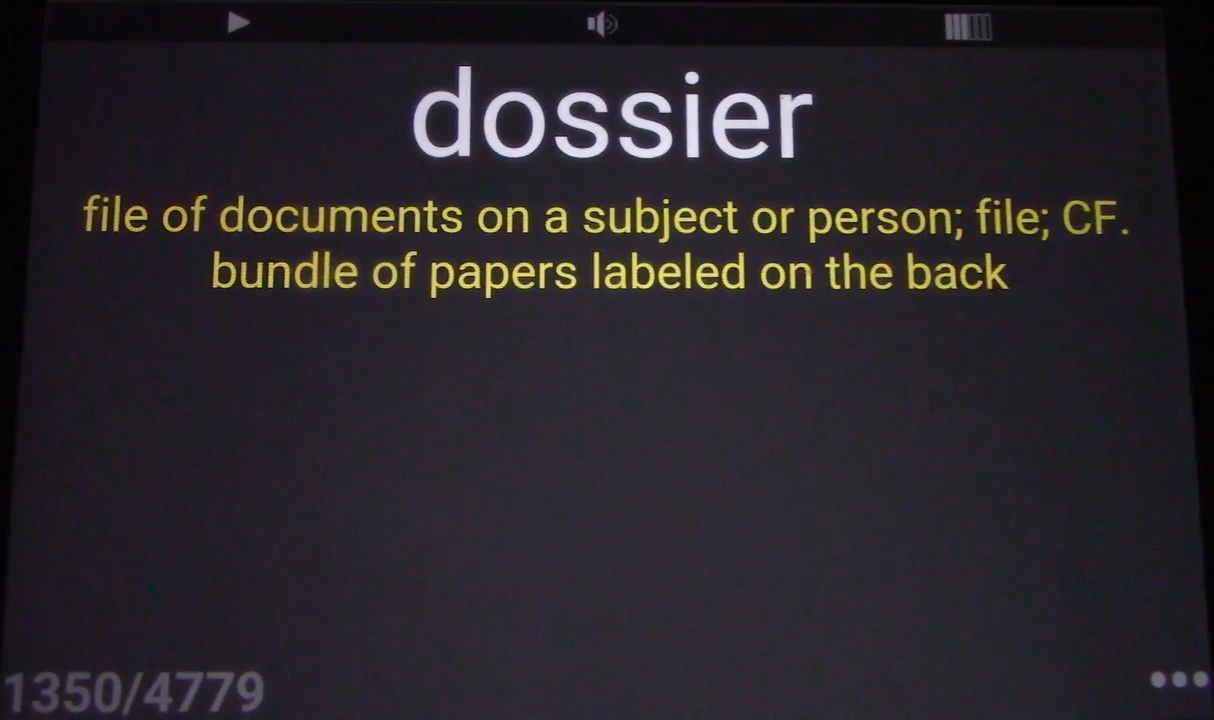 dossier
file of documents on a subject or person; file; CF.
bundle of papers labeled on the back
1350/4779